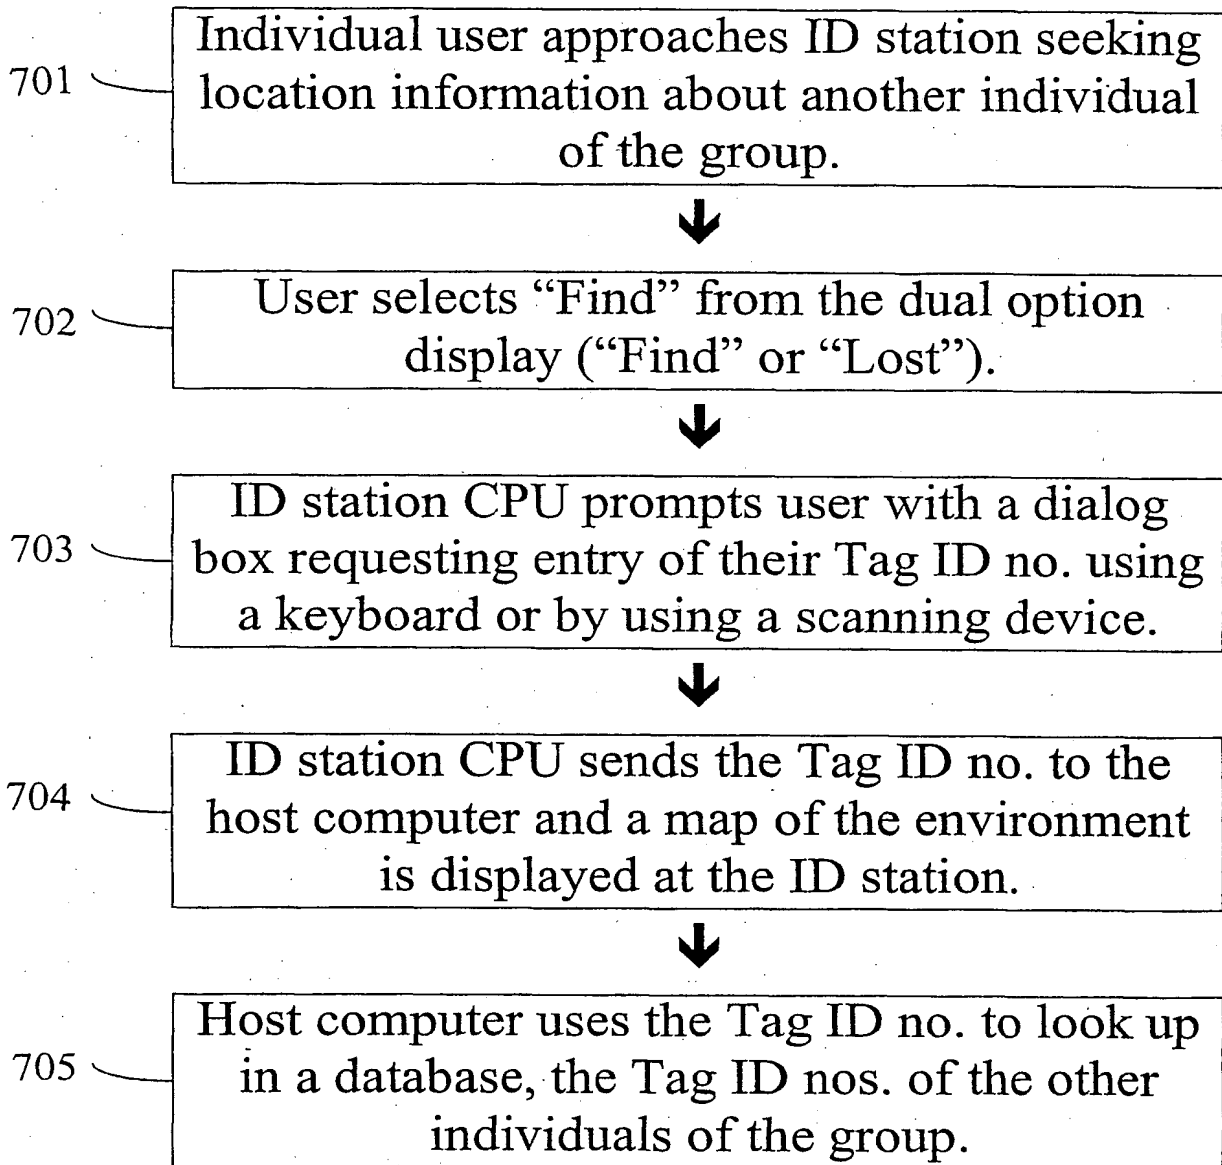 Individual user approaches ID station seeking
701
location information about another individual
of the group.
User selects “Find” from the dual option
702
display (“Find” or “Lost”).
ID station CPU prompts user with a dialog
703
box requesting entry of their Tag ID no. using
a keyboard or by using a scanning device.
ID station CPU sends the Tag ID no. to the
704
host computer and a map of the environment
is displayed at the ID station.
Host computer uses the Tag ID no. to look up
705
in a database, the Tag ID nos. of the other
individuals of the group.